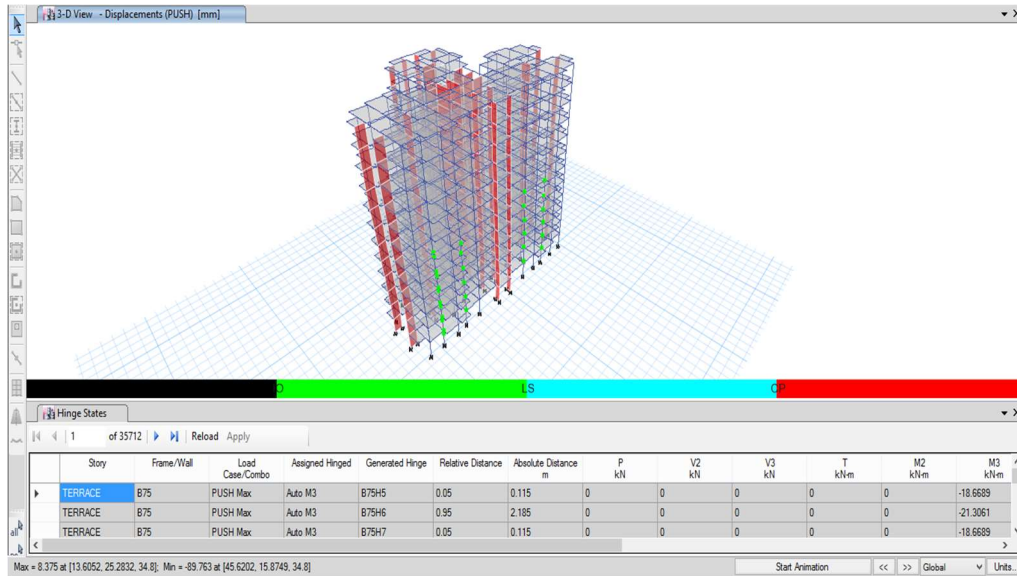 3-D View - Displacements (PUSH) [mm]
IO LS CP
Hinge States
1 of 35712 Reload Apply
Story Frame/Wall Load Case/Combo Assigned Hinged Generated Hinge Relative Distance Absolute Distance m P kN V2 kN V3 kN T kN-m M2 kN-m M3 kN-m
TERRACE B75 PUSH Max Auto M3 B75H5 0.05 0.115 0 0 0 0 0 -18.6689
TERRACE B75 PUSH Max Auto M3 B75H6 0.95 2.185 0 0 0 0 0 -21.3061
TERRACE B75 PUSH Max Auto M3 B75H7 0.05 0.115 0 0 0 0 0 -18.6689
all
Max = 8.375 at [13.6052, 25.2832, 34.8]; Min = -89.763 at [45.6202, 15.8749, 34.8] Start Animation << >> Global Units...